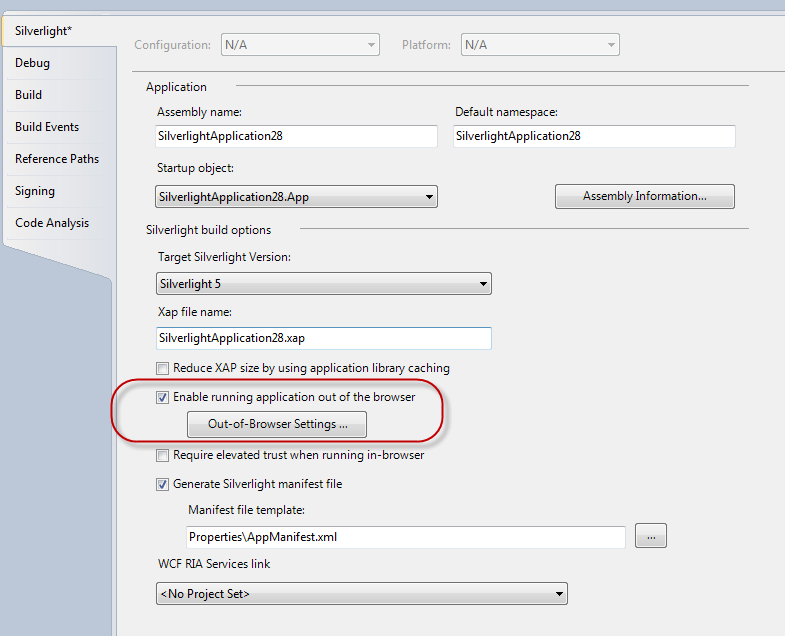 Silverlight*
Debug
Build
Build Events
Reference Paths
Signing
Code Analysis
Configuration: N/A Platform: N/A
Application
Assembly name: Default namespace:
SilverlightApplication28 SilverlightApplication28
Startup object:
SilverlightApplication28.App Assembly Information...
Silverlight build options
Target Silverlight Version:
Silverlight 5
Xap file name:
SilverlightApplication28.xap
Reduce XAP size by using application library caching
Enable running application out of the browser
Out-of-Browser Settings ...
Require elevated trust when running in-browser
Generate Silverlight manifest file
Manifest file template:
Properties\AppManifest.xml ...
WCF RIA Services link
<No Project Set>